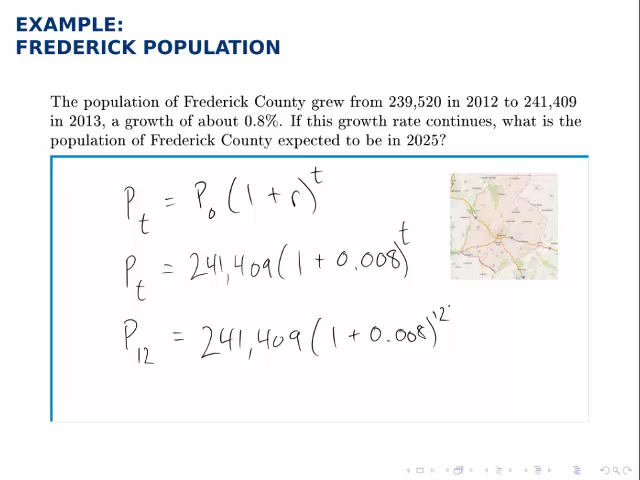 EXAMPLE:
FREDERICK POPULATION
The population of Frederick County grew from 239,520 in 2012 to 241,409
in 2013, a growth of about 0.8%. If this growth rate continues, what is the
population of Frederick County expected to be in 2025?
P_t = P_0 (1 + r)^t
P_t = 241,409 (1 + 0.008)^t
P_12 = 241,409 (1 + 0.008)^12